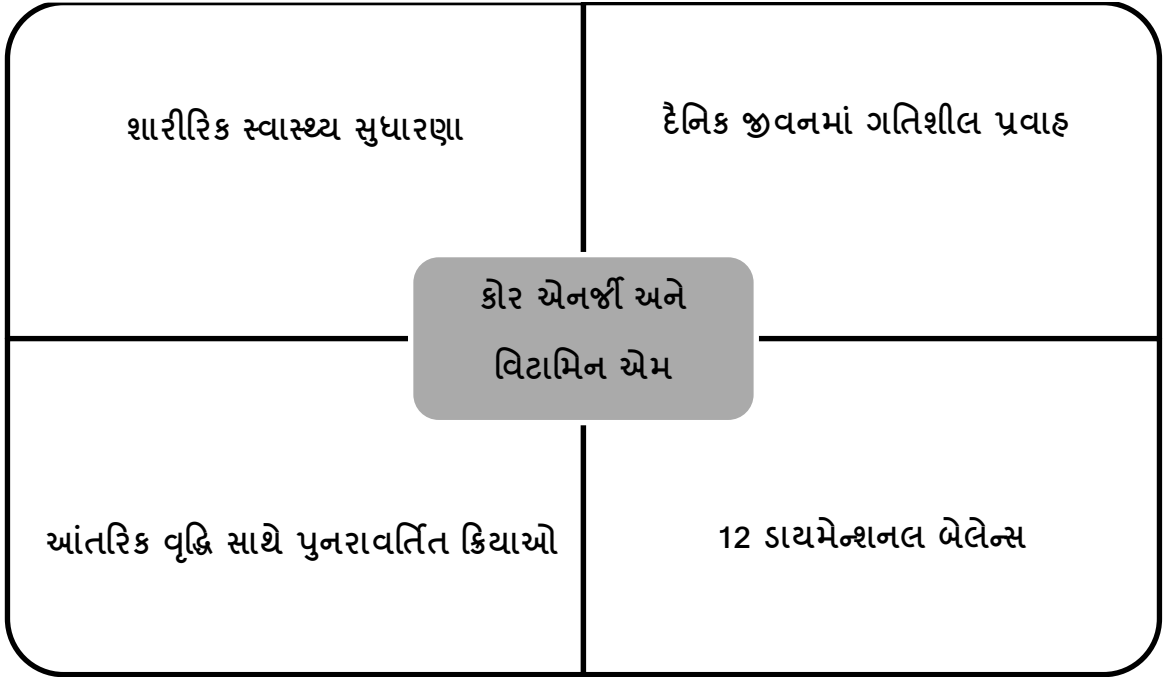 શારીરિક સ્વાસ્થ્ય સુધારણા
દૈનિક જીવનમાં ગતિશીલ પ્રવાહ
કોર એનર્જી અને
વિટામિન એમ
આંતરિક વૃદ્ધિ સાથે પુનરાવર્તિત ક્રિયાઓ
12 ડાયમેન્શનલ બેલેન્સ